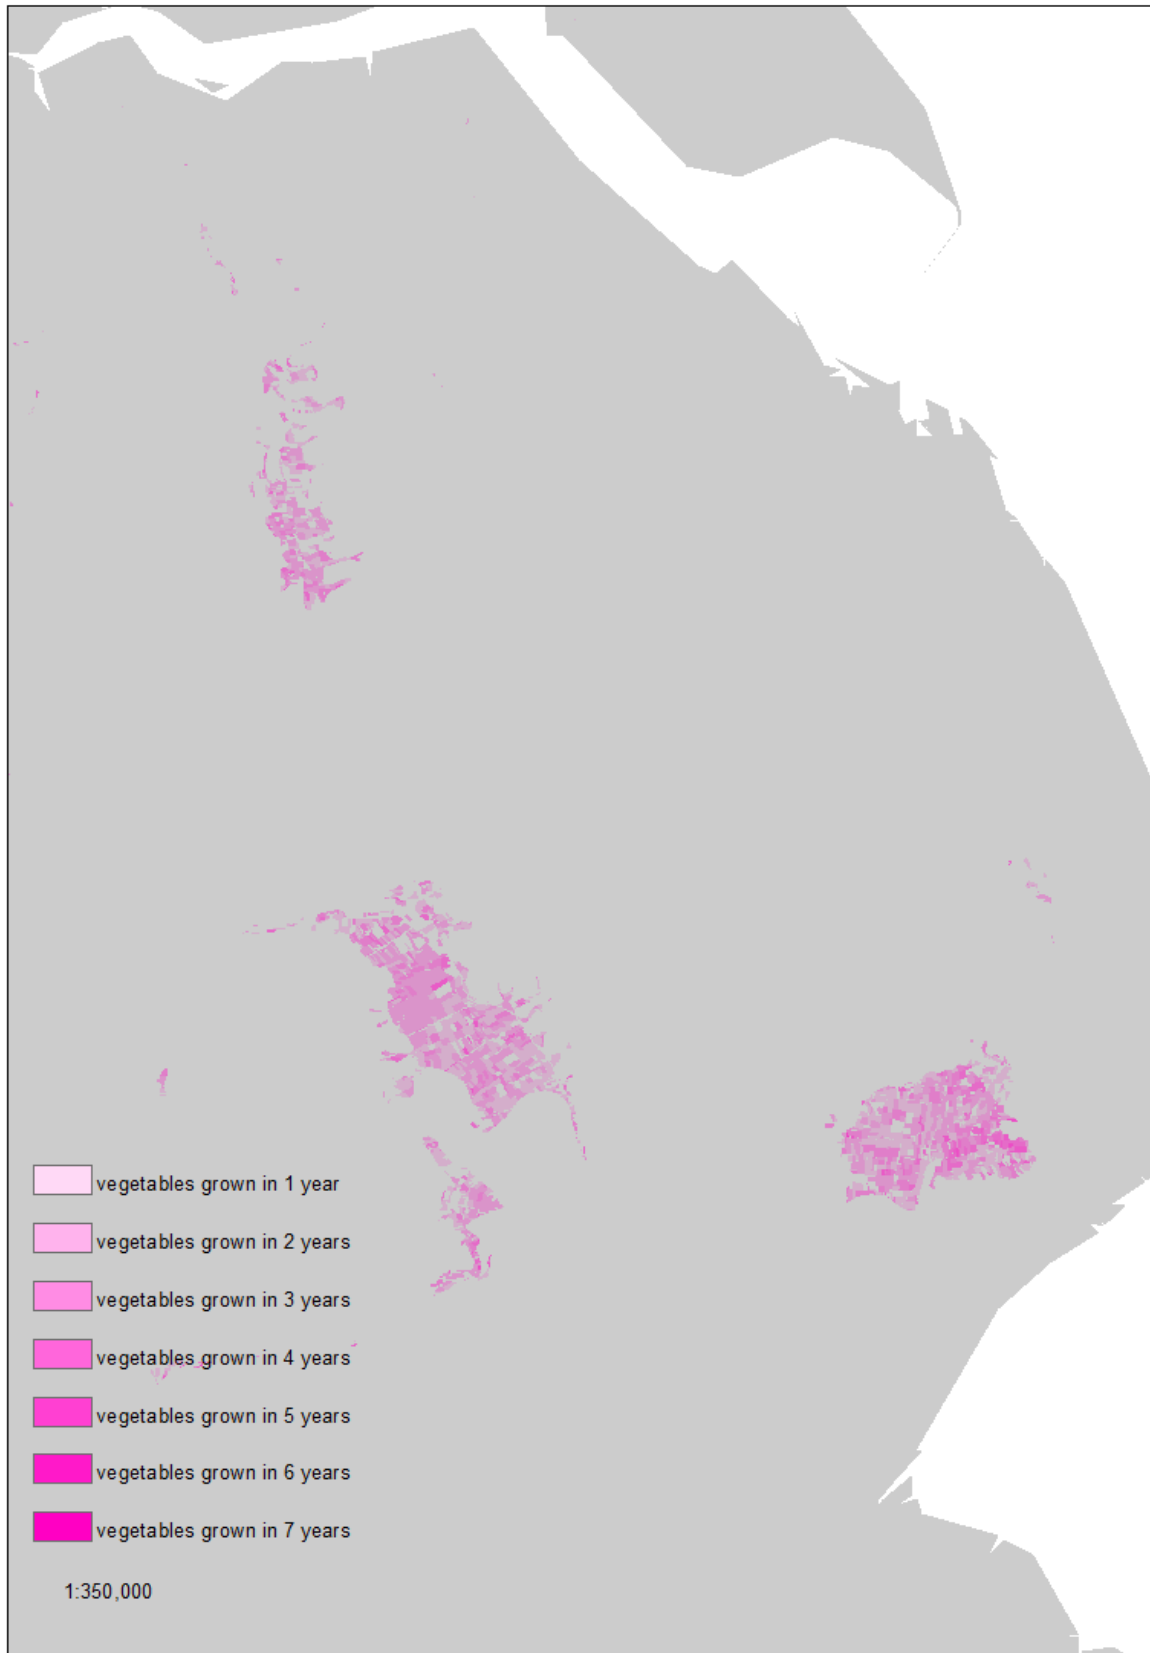 vegetables grown in 1 year
vegetables grown in 2 years
vegetables grown in 3 years
vegetables grown in 4 years
vegetables grown in 5 years
vegetables grown in 6 years
vegetables grown in 7 years
1:350,000